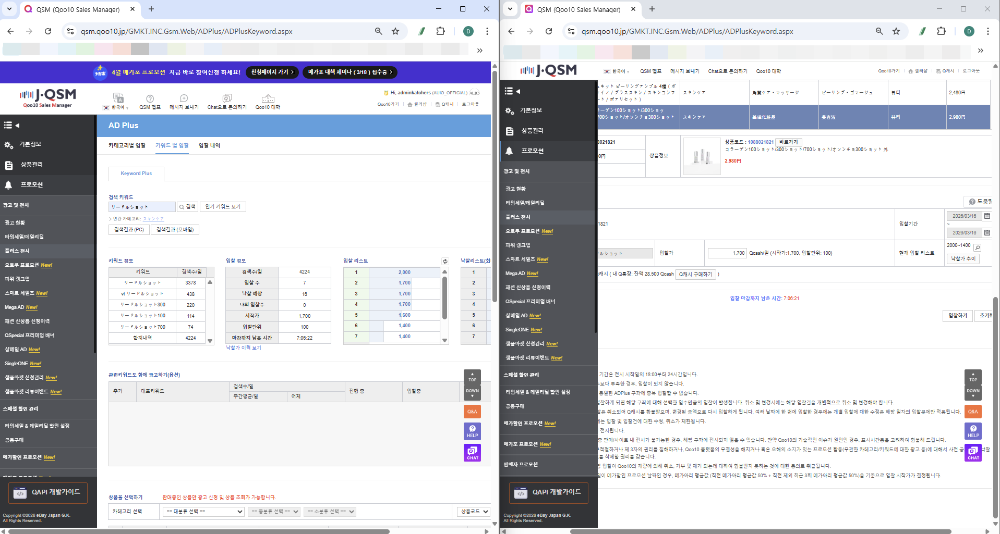 QSM (Qoo10 Sales Manager)
qsm.qoo10.jp/GMKT.INC.Gsm.Web/ADPlus/ADPlusKeyword.aspx
D
メガポ 4월 메가포 프로모션 지금 바로 참여신청 하세요! 신청페이지 가기 > 메가포 대책 세미나 ( 3/18 ) 접수중 >
J·QSM
Qoo10 Sales Manager
한국어
QSM 헬프
메시지 보내기
Chat으로 문의하기
Qoo10 대학
Hi, adminkatchers (AUIO_OFFICIAL)
Qoo10가기
셀러샵
Q캐시
로그아웃
기본정보
상품관리
프로모션
광고 및 전시
광고 현황
타임세일/데일리딜
플러스 전시
오토쿠 프로모션 New!
파워 랭크업
스마트 세일즈 New!
Mega AD New!
패션 신상품 신청이력
QSpecial 프리미엄 배너
샵메일 AD New!
SingleONE New!
샘플마켓 신청관리 New!
샘플마켓 리뷰이벤트 New!
스페셜 할인 관리
타임세일 & 데일리딜 할인 설정
공동구매
메가할인 프로모션 New!
QAPI 개발가이드
Copyright ©2026 eBay Japan G.K.
All Rights Reserved.
AD Plus
카테고리별 입찰
키워드 별 입찰
입찰 내역
Keyword Plus
검색 키워드
リードルショット
검색
인기 키워드 보기
> 연관 카테고리: スキンケア
검색결과 (PC)
검색결과 (모바일)
키워드 정보
키워드 검색수/일
リードルショット 3378
vt リードルショット 438
リードルショット300 220
リードルショット100 114
リードルショット700 74
합계내역 4224
입찰 정보
검색수/일 4224
입찰 수 7
낙찰 예상 16
나의 입찰수 0
시작가 1,700
입찰단위 100
마감까지 남은 시간 7:06:22
낙찰가 이력 보기
입찰 리스트
1 2,000
2 1,700
3 1,700
4 1,700
5 1,600
6 1,400
7 1,400
낙찰리스트(최
1
2
3
4
5
6
7
관련키워드도 함께 광고하기(옵션)
추가
대표키워드
검색수/일
주간평균/일
어제
진행 중
입찰중
TOP
DOWN
Q&A
HELP
CHAT
상품을 선택하기 판매중인 상품만 광고 신청 및 상품 조회가 가능합니다.
카테고리 선택 == 대분류 선택 == == 중분류 선택 == == 소분류 선택 == 상품코드
QSM (Qoo10 Sales Manager)
qsm.qoo10.jp/GMKT.INC.Gsm.Web/ADPlus/ADPlusKeyword.aspx
D
J·QSM
한국어
QSM 헬프
메시지 보내기
Chat으로 문의하기
Qoo10 대학
Qoo10가기
셀러샵
Q캐시
로그아웃
기본정보
상품관리
프로모션
광고 및 전시
광고 현황
타임세일/데일리딜
플러스 전시
오토쿠 프로모션 New!
파워 랭크업
스마트 세일즈 New!
Mega AD New!
패션 신상품 신청이력
QSpecial 프리미엄 배너
샵메일 AD New!
SingleONE New!
샘플마켓 신청관리 New!
샘플마켓 리뷰이벤트 New!
스페셜 할인 관리
타임세일 & 데일리딜 할인 설정
공동구매
메가할인 프로모션 New!
메가포 프로모션 New!
판매자 프로모션
QAPI 개발가이드
Copyright ©2026 eBay Japan G.K.
All Rights Reserved.
キット ピーリングアンプル 4種 ( ポ
ァイノ / グラススキン / スキンコンフ
ート / ポアリセット )
スキンケア
角質ケア・マッサージ
ピーリング・ゴマージュ
뷰티
2,480円
ラーゲン100ショット/300ショッ
700ショット/オソンチョ300ショット
スキンケア
基礎化粧品
美容液
뷰티
2,980円
8021821
0円
상품정보
상품코드 : 1088021821 바로가기
コラーゲン100ショット/300ショット/700ショット/オソンチョ300ショット 外
2,980円
도움말
1821
입찰기간
2026/03/16
~
2026/03/16
ドルショット
입찰가
1,700 Qcash/일 (시작가:1,700, 입찰단위: 100)
현재 입찰 리스트
2000~1400
낙찰가 추이
캐시 ( 내 Q통장: 잔액 28,500 Qcash Q캐시 구매하기 )
입찰 마감까지 남은 시간: 7:06:21
입찰하기
초기화
기간은 전시 시작일의 18:00부터 24시간입니다.
보다 부족한 경우, 입찰이 되지 않습니다.
동일한 ADPlus 구좌에 중복 입찰할 수 없습니다.
입찰하게 되면 해당 구좌에 대해 선택한 일수만큼의 입찰이 발생합니다. 취소 및 변경시에는 해당 입찰건을 개별적으로 취소 및 변경해야 합니다.
찰은 취소되어 Q캐시를 환불받으며, 변경된 금액으로 다시 입찰하게 됩니다. 여러 날짜에 한 번에 입찰한 경우에는 개별 입찰에 대한 수정은 해당 일자의 입찰분에만 적용됩니다.
에는 입찰 및 입찰건에 대한 수정, 취소가 제한됩니다.
전시됩니다.
중 판매/사이트 내 전시가 불가능한 경우, 해당 구좌에 전시되지 않을 수 있습니다. 만약 Qoo10의 기술적인 이슈가 원인인 경우, 표시시간등을 고려하여 환불해 드립니다.
부적절하거나 제 3자의 권리를 침해하거나, Qoo10 플랫폼의 무결성을 해치거나 혹은 오해의 소지가 있는 프로모션 활동(무관한 카테고리/키워드에 대한 광고 등)에 대해서 사전 공 낙찰
를 삭제할 권리를 갖습니다.
당 입찰이 Qoo10의 재량에 의해 취소, 거부 및 제거 되는데 대하여 환불받지 못하는 것에 대한 동의로 취급됩니다.
일이 메가할인 프로모션 날짜인 경우, 메가와리 평균값 (직전 메가와리 평균값 50% + 직전 제외 최근 3회 메가와리 평균값 50%)을 기준으로 입찰 시작가가 결정됩니다.
TOP
DOWN
Q&A
HELP
CHAT